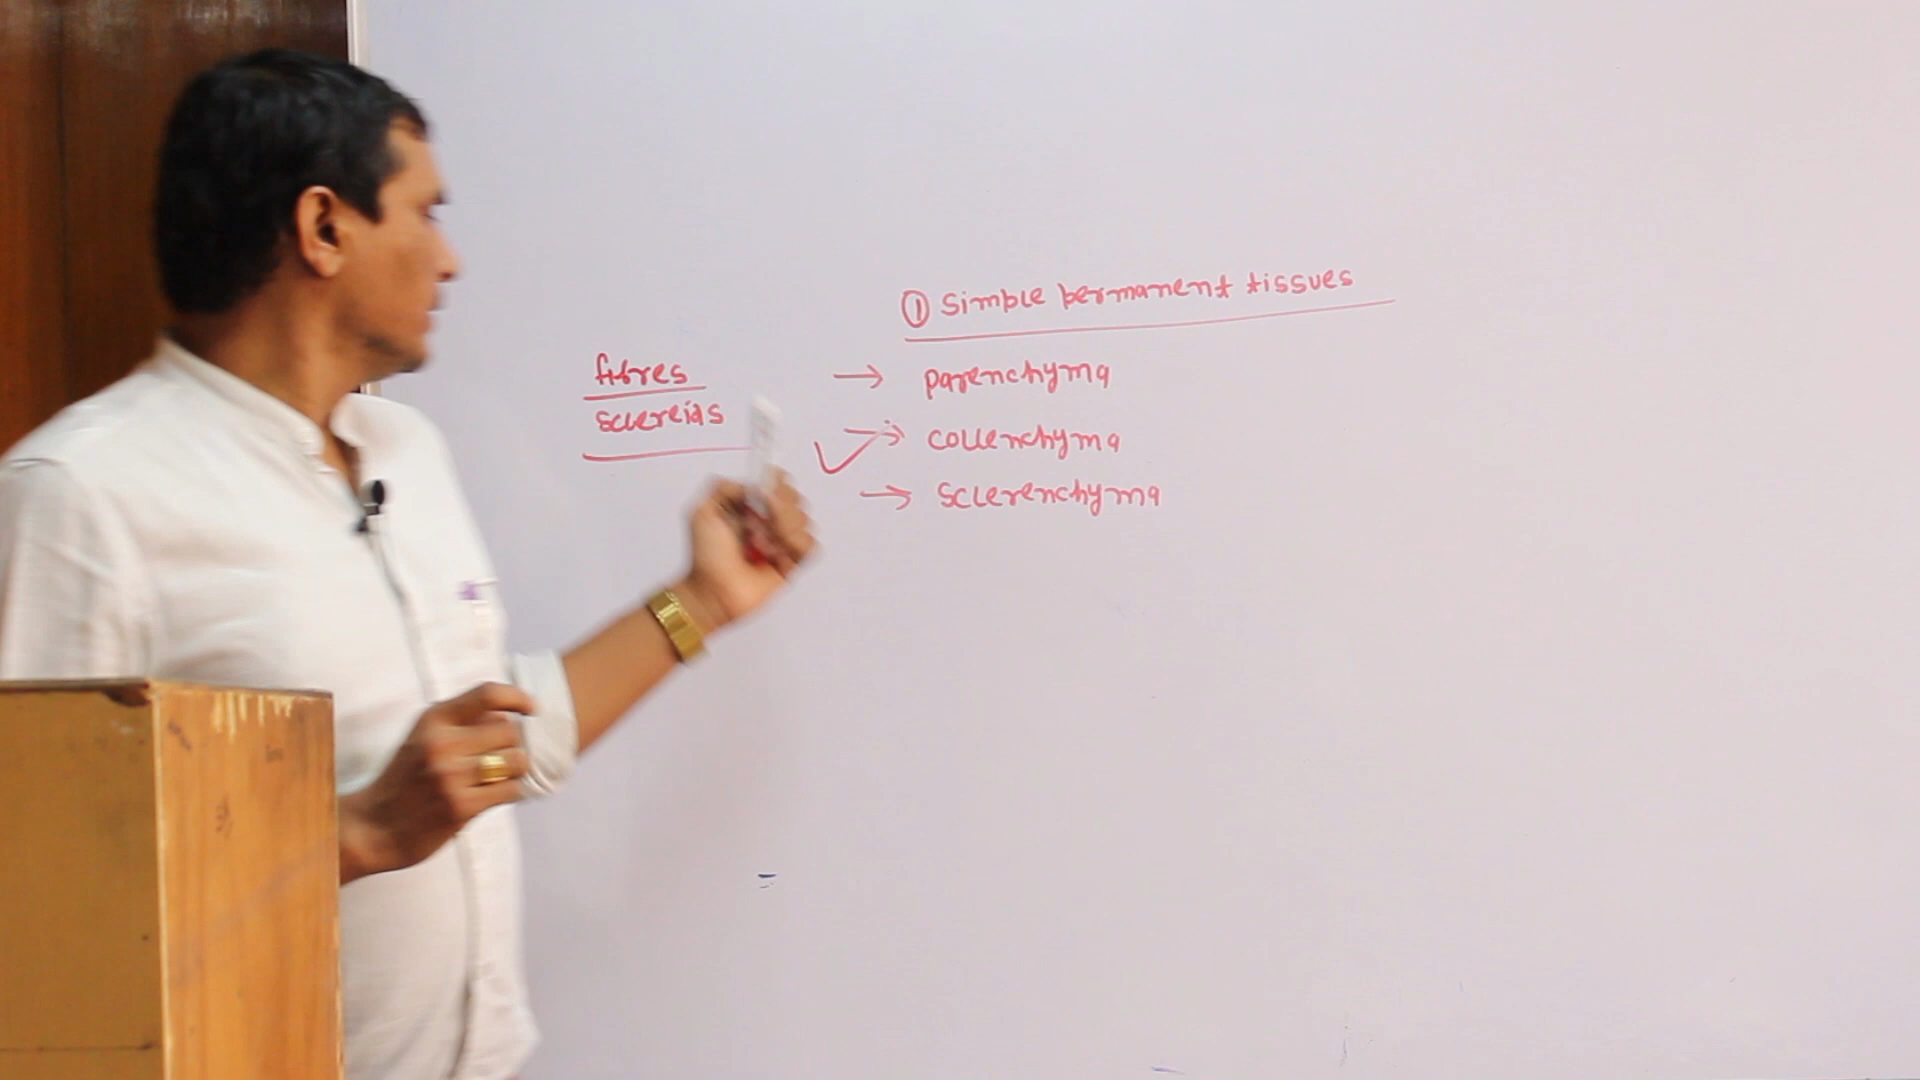 ① Simple permanent tissues
fibres
sclereids
→ parenchyma
→ collenchyma
→ sclerenchyma